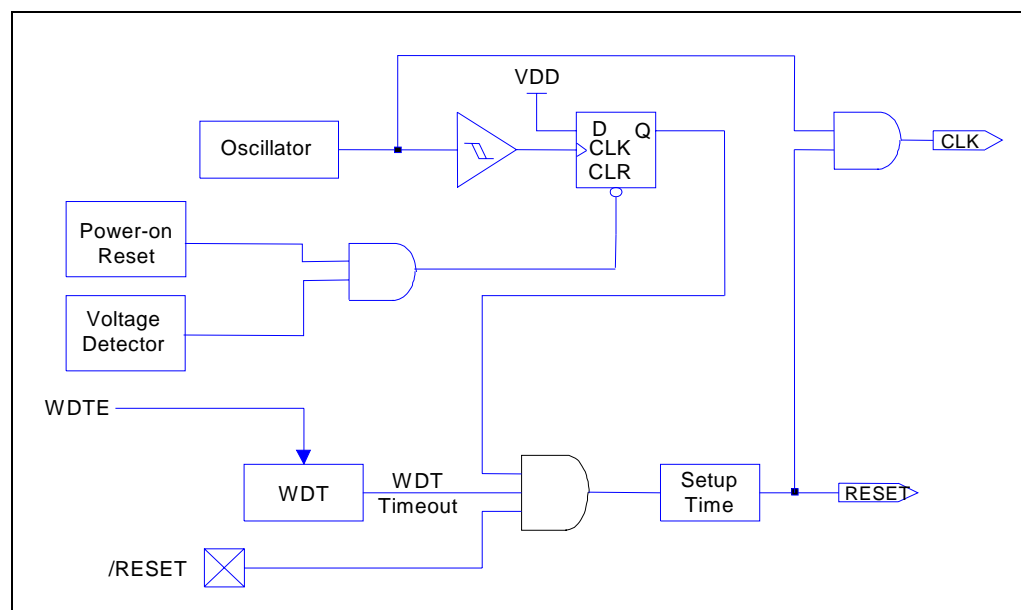 VDD
Oscillator
D Q
CLK
CLR
CLK
Power-on
Reset
Voltage
Detector
WDTE
WDT
WDT
Timeout
Setup
Time
RESET
/RESET